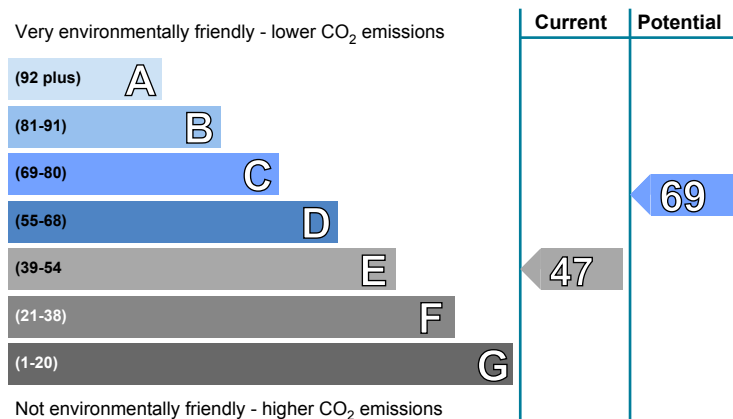 Current Potential
Very environmentally friendly - lower CO₂ emissions
(92 plus) A
(81-91) B
(69-80) C
69
(55-68) D
(39-54 E
47
(21-38) F
(1-20) G
Not environmentally friendly - higher CO₂ emissions